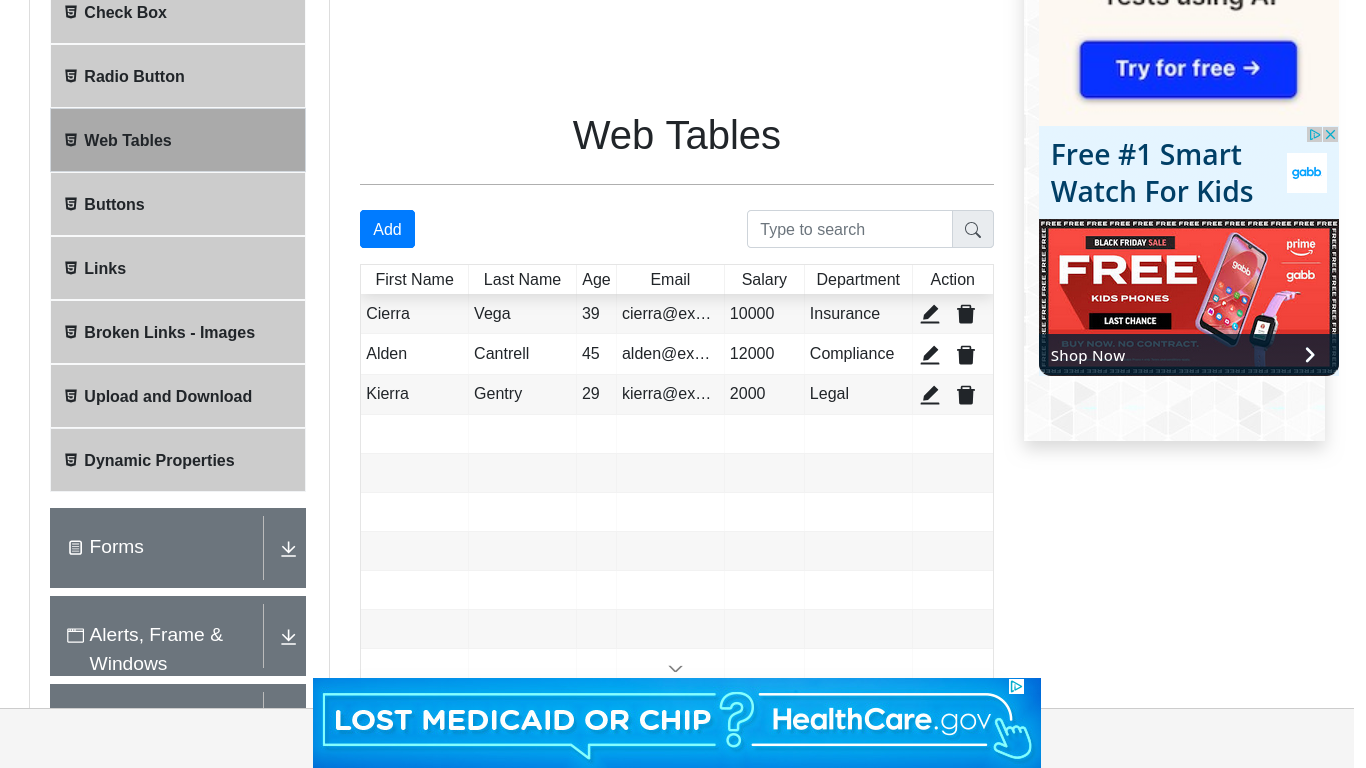 Check Box
Radio Button
Web Tables
Buttons
Links
Broken Links - Images
Upload and Download
Dynamic Properties
Forms
Alerts, Frame &
Windows
Web Tables
Add
Type to search
First Name Last Name Age Email Salary Department Action
Cierra Vega 39 cierra@ex… 10000 Insurance
Alden Cantrell 45 alden@ex… 12000 Compliance
Kierra Gentry 29 kierra@ex… 2000 Legal
Tests using AI
Try for free →
Free #1 Smart
Watch For Kids
gabb
BLACK FRIDAY SALE
FREE*
KIDS PHONES
LAST CHANCE
BUY NOW. NO CONTRACT.
prime
gabb
gabb
Shop Now
LOST MEDICAID OR CHIP? HealthCare.gov